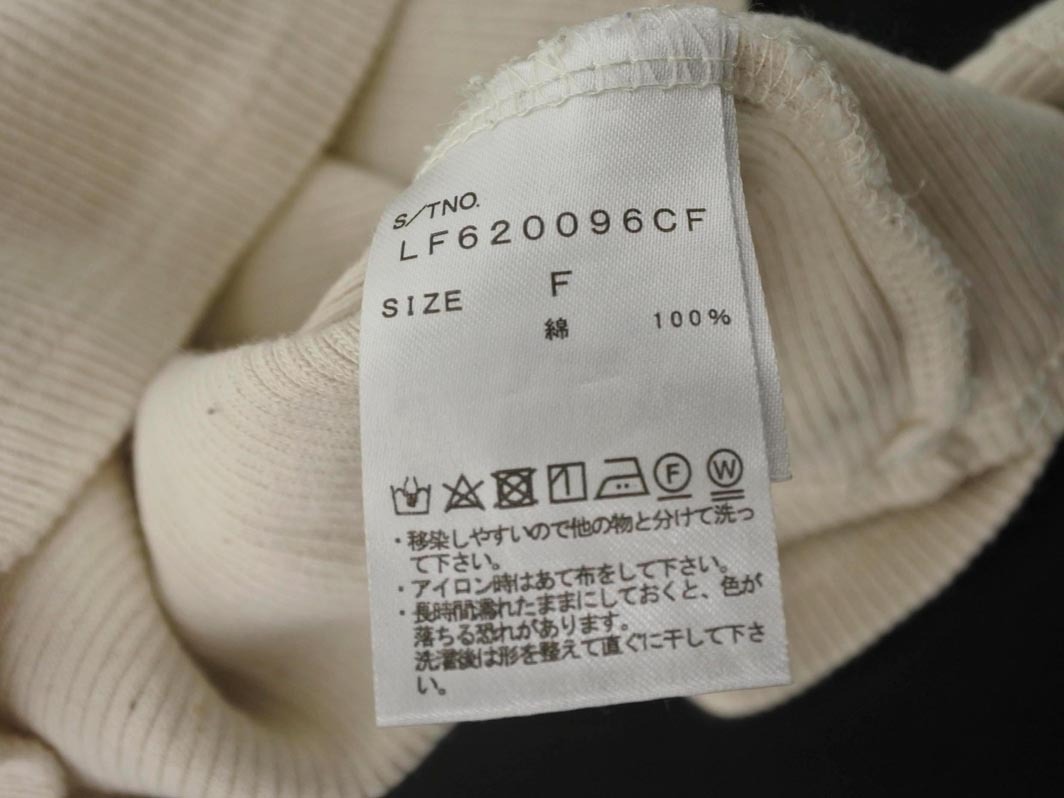 S/TNO.
LF620096CF
SIZE F
綿 100%
F W
・移染しやすいので他の物と分けて洗っ
て下さい。
・アイロン時はあて布をして下さい。
・長時間濡れたままにしておくと、色が
落ちる恐れがあります。
洗濯後は形を整えて直ぐに干して下さ
い。